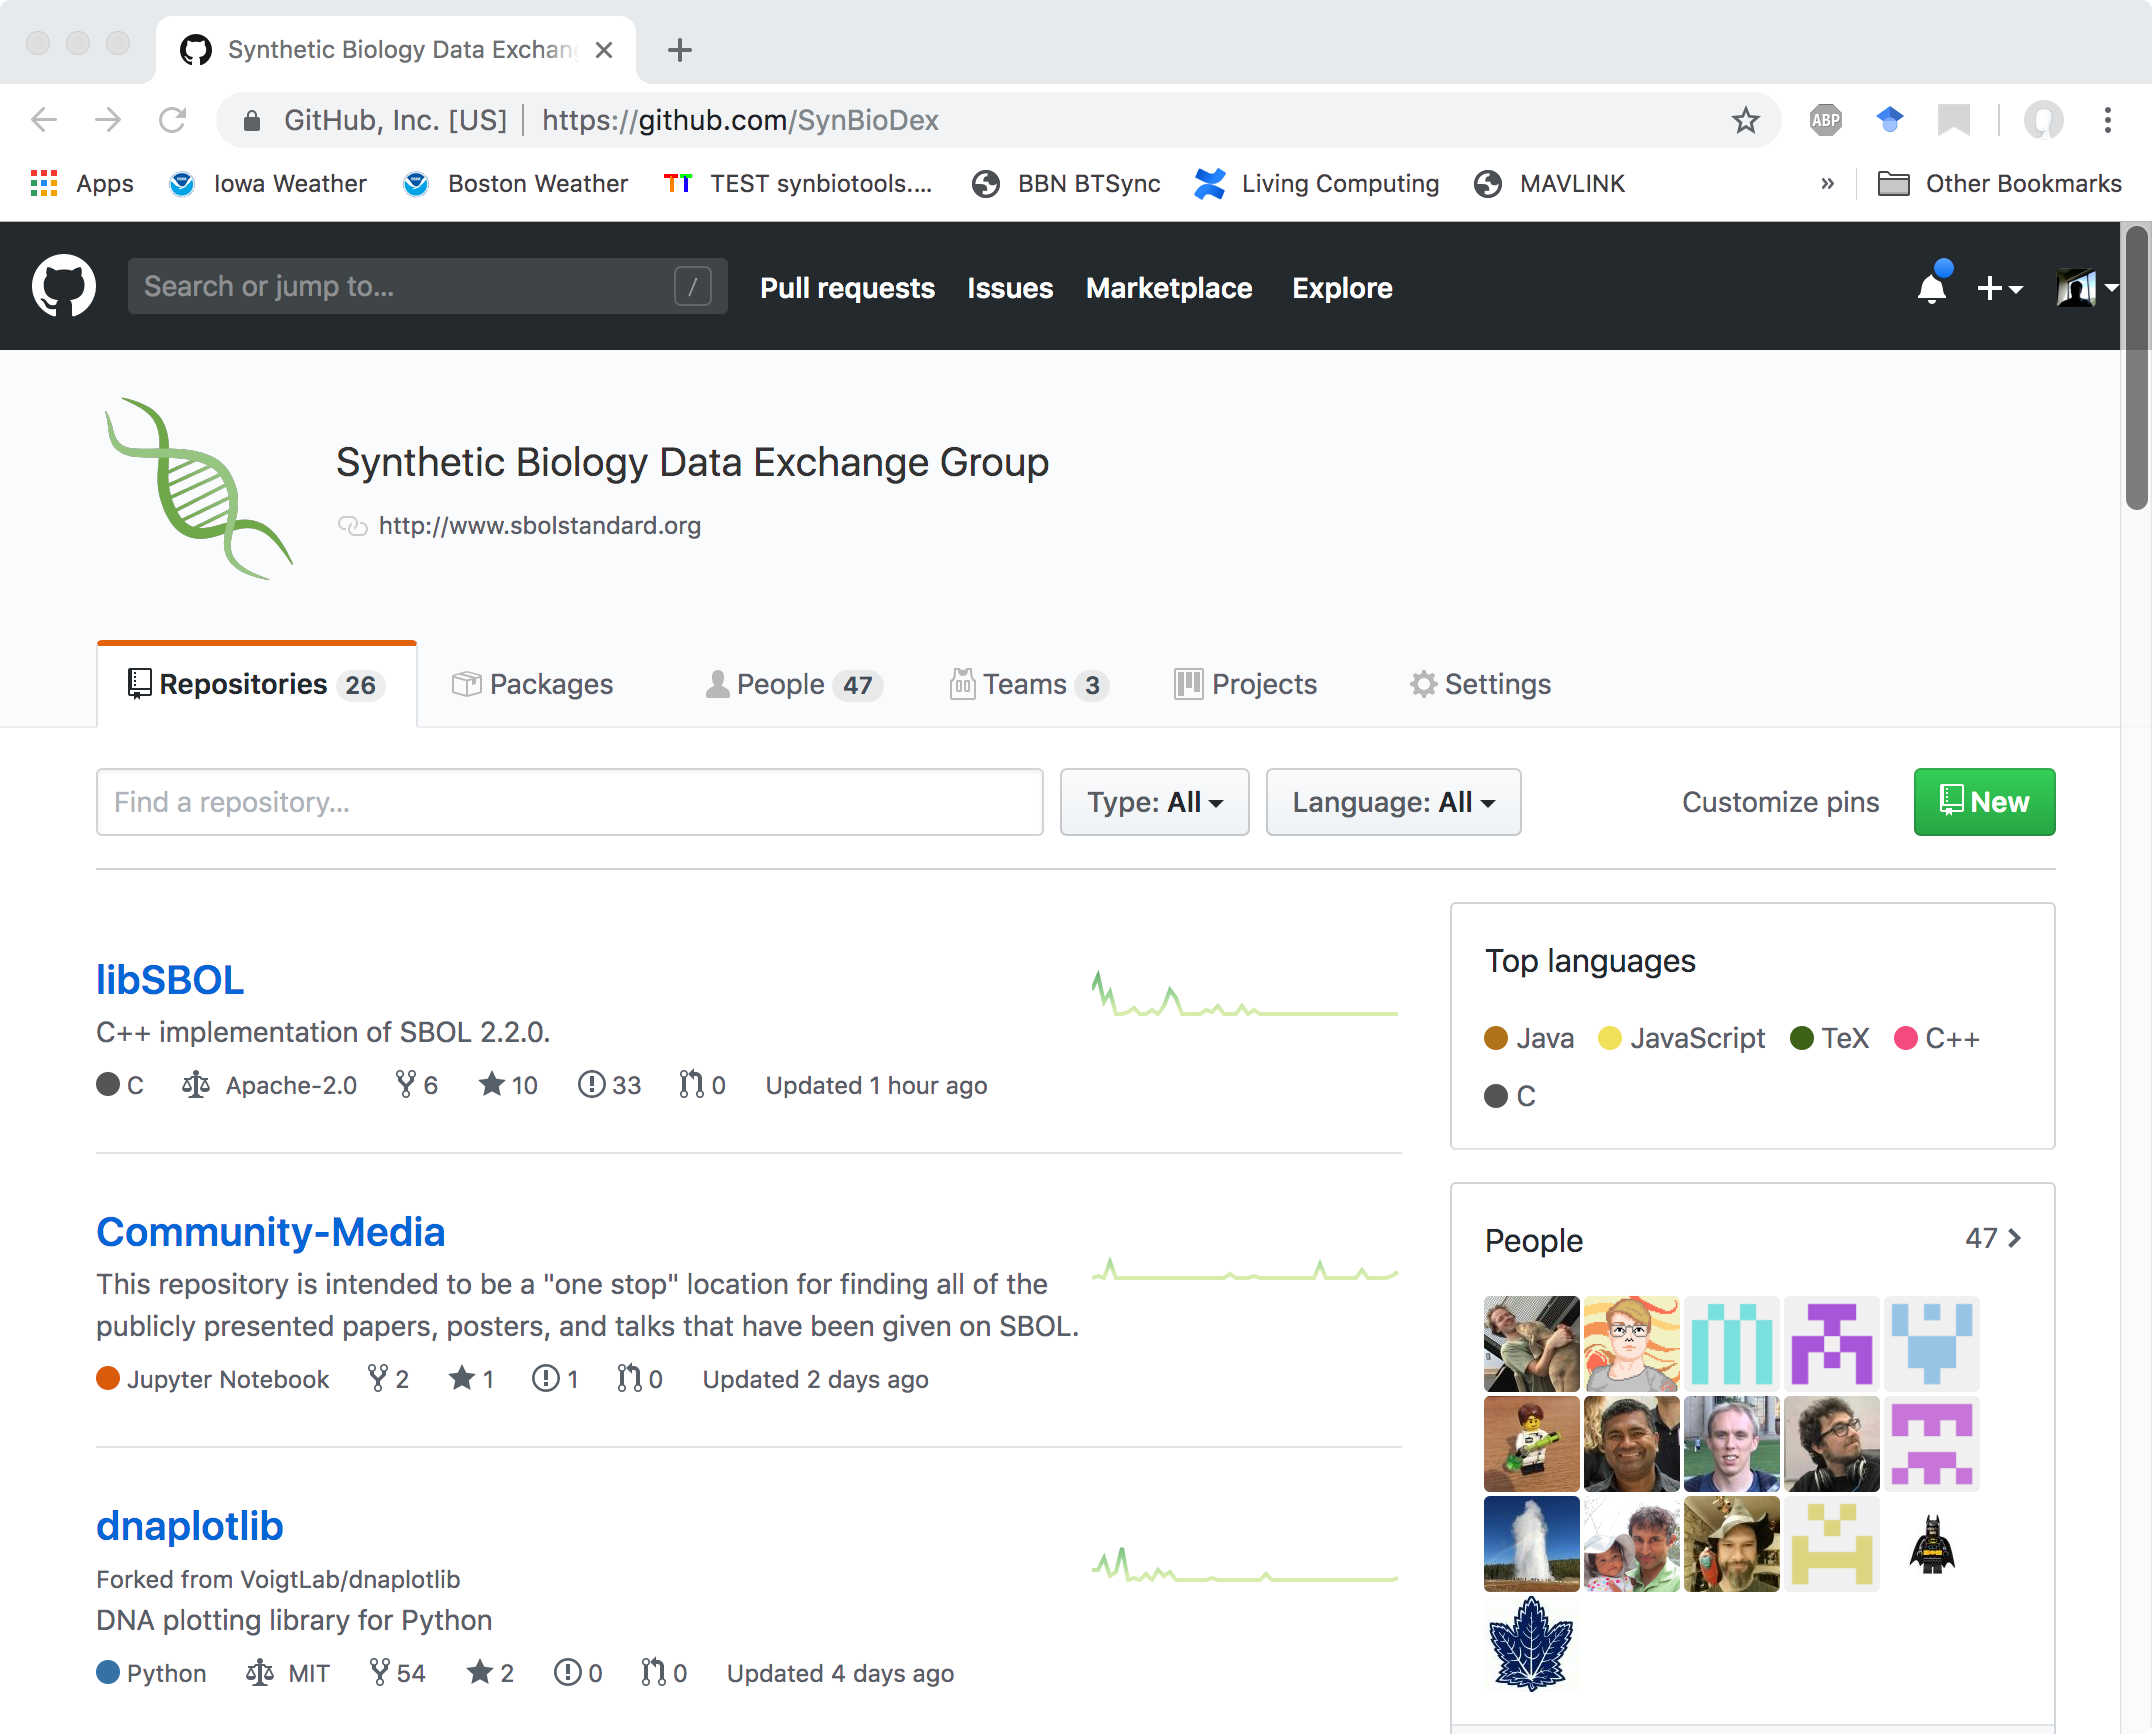 Synthetic Biology Data Exchan
GitHub, Inc. [US] | https://github.com/SynBioDex
ABP
Apps Iowa Weather Boston Weather TT TEST synbiotools.... BBN BTSync Living Computing MAVLINK » Other Bookmarks
Search or jump to... / Pull requests Issues Marketplace Explore
Synthetic Biology Data Exchange Group
http://www.sbolstandard.org
Repositories 26 Packages People 47 Teams 3 Projects Settings
Find a repository... Type: All Language: All Customize pins New
libSBOL
C++ implementation of SBOL 2.2.0.
C Apache-2.0 6 10 33 0 Updated 1 hour ago
Community-Media
This repository is intended to be a "one stop" location for finding all of the
publicly presented papers, posters, and talks that have been given on SBOL.
Jupyter Notebook 2 1 1 0 Updated 2 days ago
dnaplotlib
Forked from VoigtLab/dnaplotlib
DNA plotting library for Python
Python MIT 54 2 0 0 Updated 4 days ago
Top languages
Java JavaScript TeX C++
C
People 47